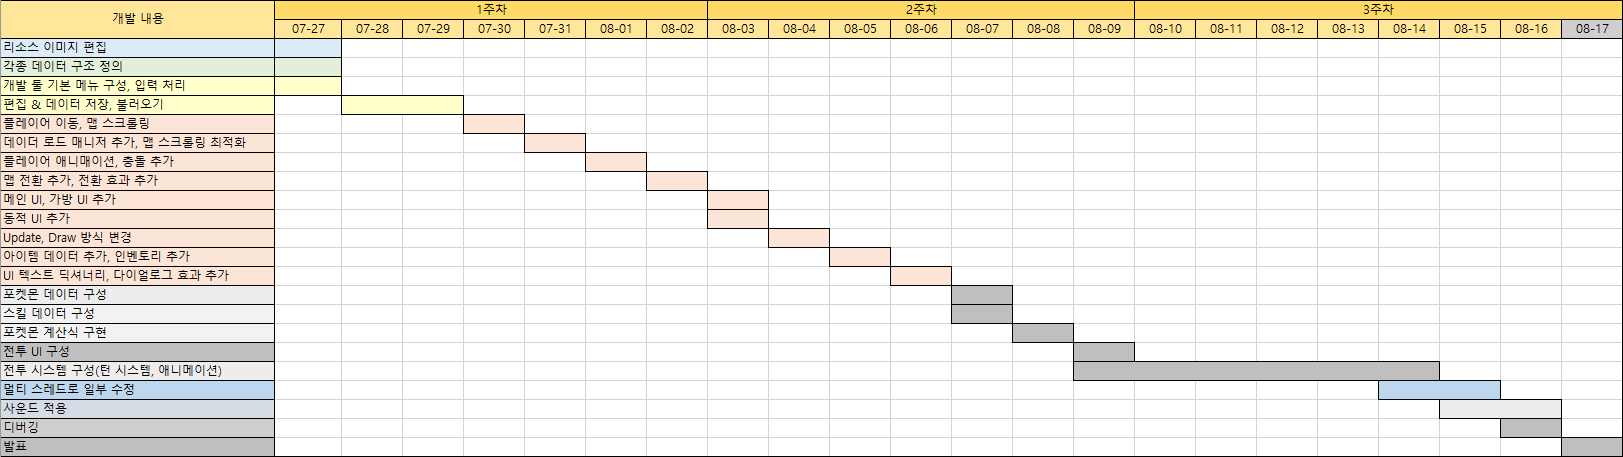 개발 내용
1주차
2주차
3주차
07-27 07-28 07-29 07-30 07-31 08-01 08-02 08-03 08-04 08-05 08-06 08-07 08-08 08-09 08-10 08-11 08-12 08-13 08-14 08-15 08-16 08-17
리소스 이미지 편집
각종 데이터 구조 정의
개발 툴 기본 메뉴 구성, 입력 처리
편집 & 데이터 저장, 불러오기
플레이어 이동, 맵 스크롤링
데이더 로드 매니저 추가, 맵 스크롤링 최적화
플레이어 애니매이션, 충돌 추가
맵 전환 추가, 전환 효과 추가
메인 UI, 가방 UI 추가
동적 UI 추가
Update, Draw 방식 변경
아이템 데이터 추가, 인벤토리 추가
UI 텍스트 딕셔너리, 다이얼로그 효과 추가
포켓몬 데이터 구성
스킬 데이터 구성
포켓몬 계산식 구현
전투 UI 구성
전투 시스템 구성(턴 시스템, 애니메이션)
멀티 스레드로 일부 수정
사운드 적용
디버깅
발표